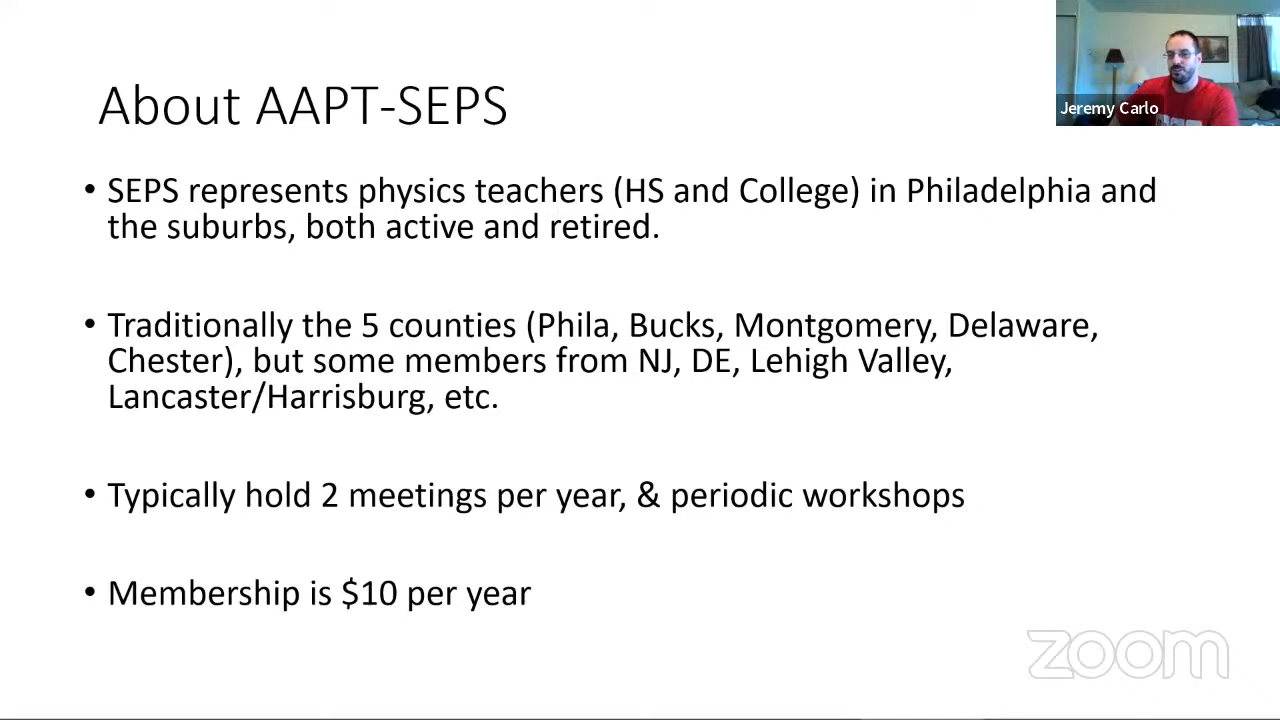 About AAPT-SEPS
Jeremy Carlo
• SEPS represents physics teachers (HS and College) in Philadelphia and
the suburbs, both active and retired.
• Traditionally the 5 counties (Phila, Bucks, Montgomery, Delaware,
Chester), but some members from NJ, DE, Lehigh Valley,
Lancaster/Harrisburg, etc.
• Typically hold 2 meetings per year, & periodic workshops
• Membership is $10 per year
zoom